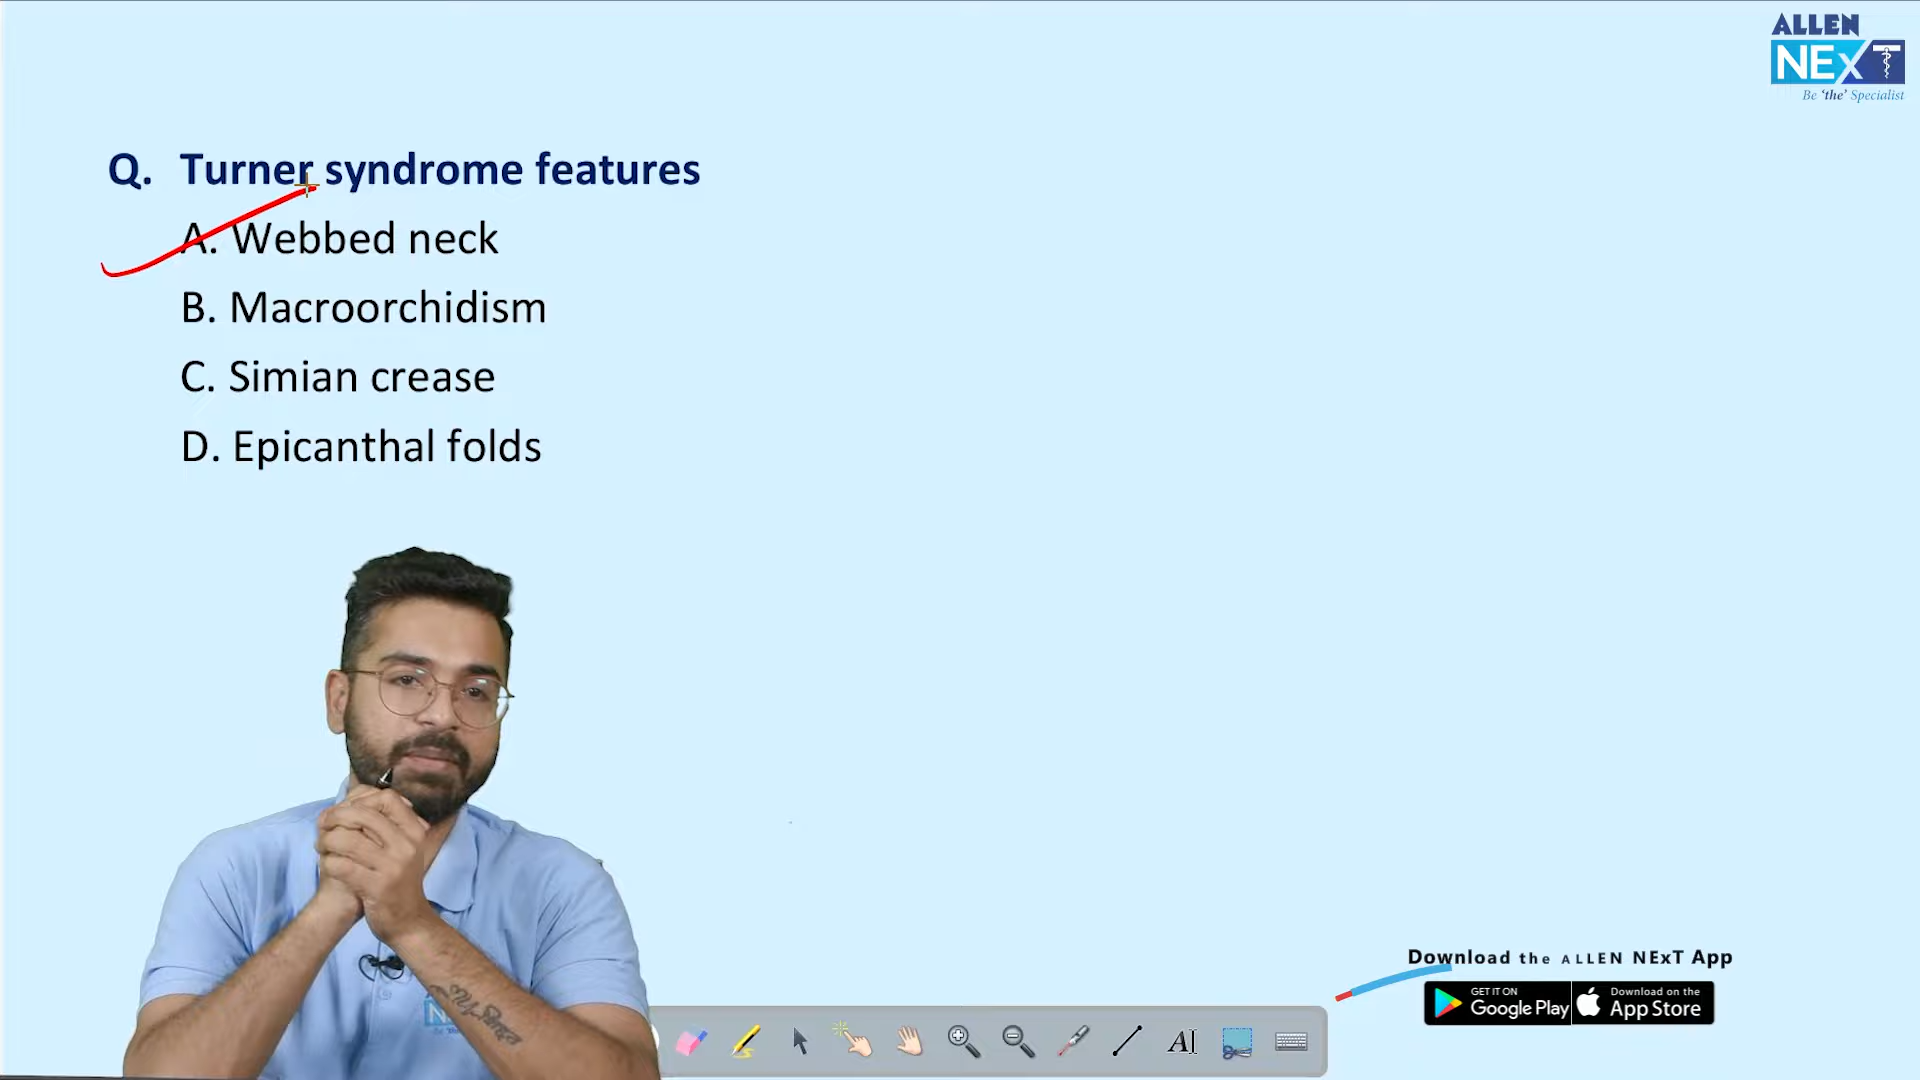 ALLEN
NExT
Be 'the' Specialist
Q. Turner syndrome features
A. Webbed neck
B. Macroorchidism
C. Simian crease
D. Epicanthal folds
Download the ALLEN NExT App
GET IT ON
Google Play
Download on the
App Store
AI